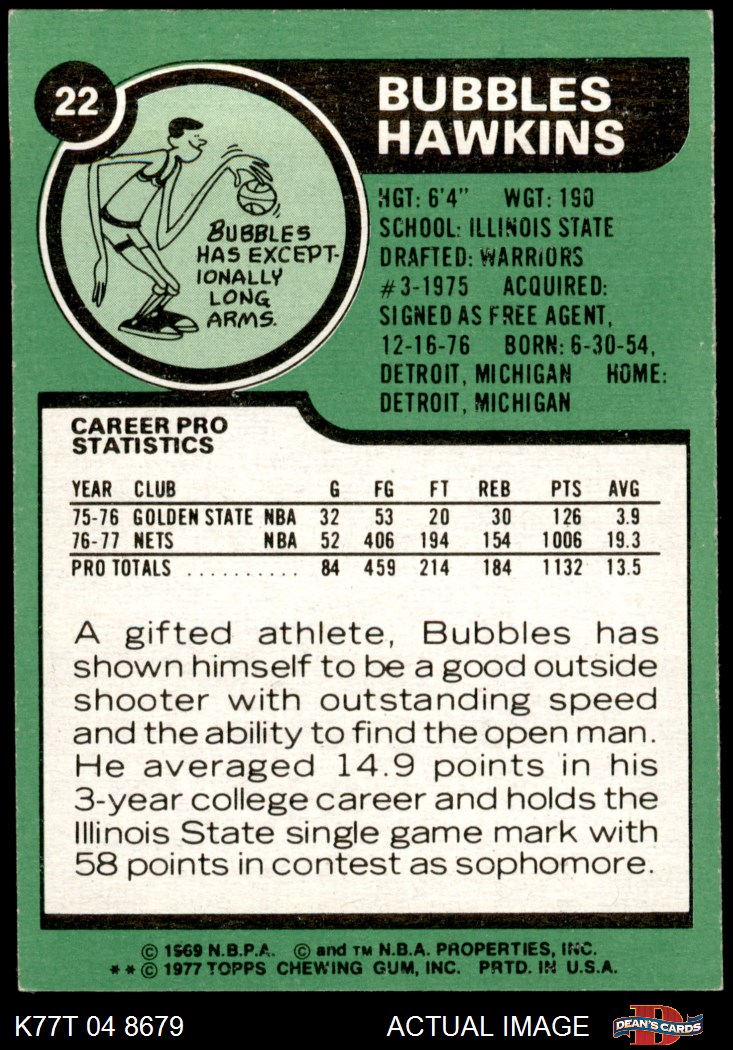 22
BUBBLES
HAWKINS
BUBBLES
HAS EXCEPT-
IONALLY
LONG
ARMS.
HGT: 6'4" WGT: 190
SCHOOL: ILLINOIS STATE
DRAFTED: WARRIORS
#3-1975 ACQUIRED:
SIGNED AS FREE AGENT,
12-16-76 BORN: 6-30-54,
DETROIT, MICHIGAN HOME:
DETROIT, MICHIGAN
CAREER PRO
STATISTICS
YEAR CLUB G FG FT REB PTS AVG
75-76 GOLDEN STATE NBA 32 53 20 30 126 3.9
76-77 NETS NBA 52 406 194 154 1006 19.3
PRO TOTALS .......... 84 459 214 184 1132 13.5
A gifted athlete, Bubbles has
shown himself to be a good outside
shooter with outstanding speed
and the ability to find the open man.
He averaged 14.9 points in his
3-year college career and holds the
Illinois State single game mark with
58 points in contest as sophomore.
© 1969 N.B.P.A. © and TM N.B.A. PROPERTIES, INC.
**© 1977 TOPPS CHEWING GUM, INC. PRTD. IN U.S.A.
K77T 04 8679 ACTUAL IMAGE DEAN'S CARDS